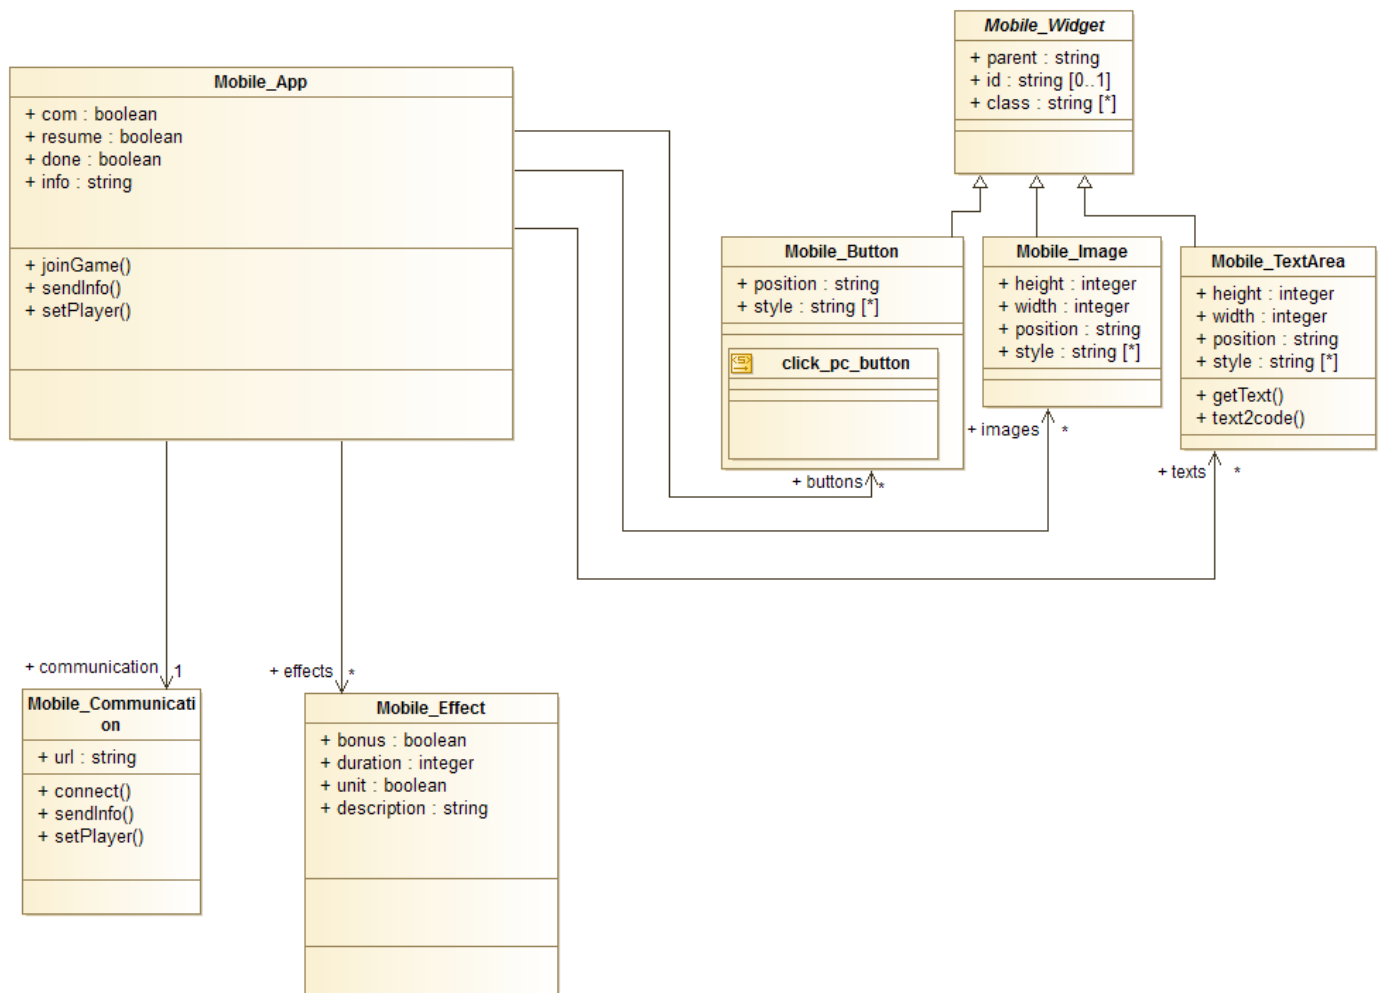 Mobile_Widget
+ parent : string
+ id : string [0..1]
+ class : string [*]
Mobile_App
+ com : boolean
+ resume : boolean
+ done : boolean
+ info : string
+ joinGame()
+ sendInfo()
+ setPlayer()
Mobile_Button
+ position : string
+ style : string [*]
<S>
click_pc_button
Mobile_Image
+ height : integer
+ width : integer
+ position : string
+ style : string [*]
Mobile_TextArea
+ height : integer
+ width : integer
+ position : string
+ style : string [*]
+ getText()
+ text2code()
+ images *
+ texts *
+ buttons *
+ communication 1
+ effects *
Mobile_Communicati
on
+ url : string
+ connect()
+ sendInfo()
+ setPlayer()
Mobile_Effect
+ bonus : boolean
+ duration : integer
+ unit : boolean
+ description : string